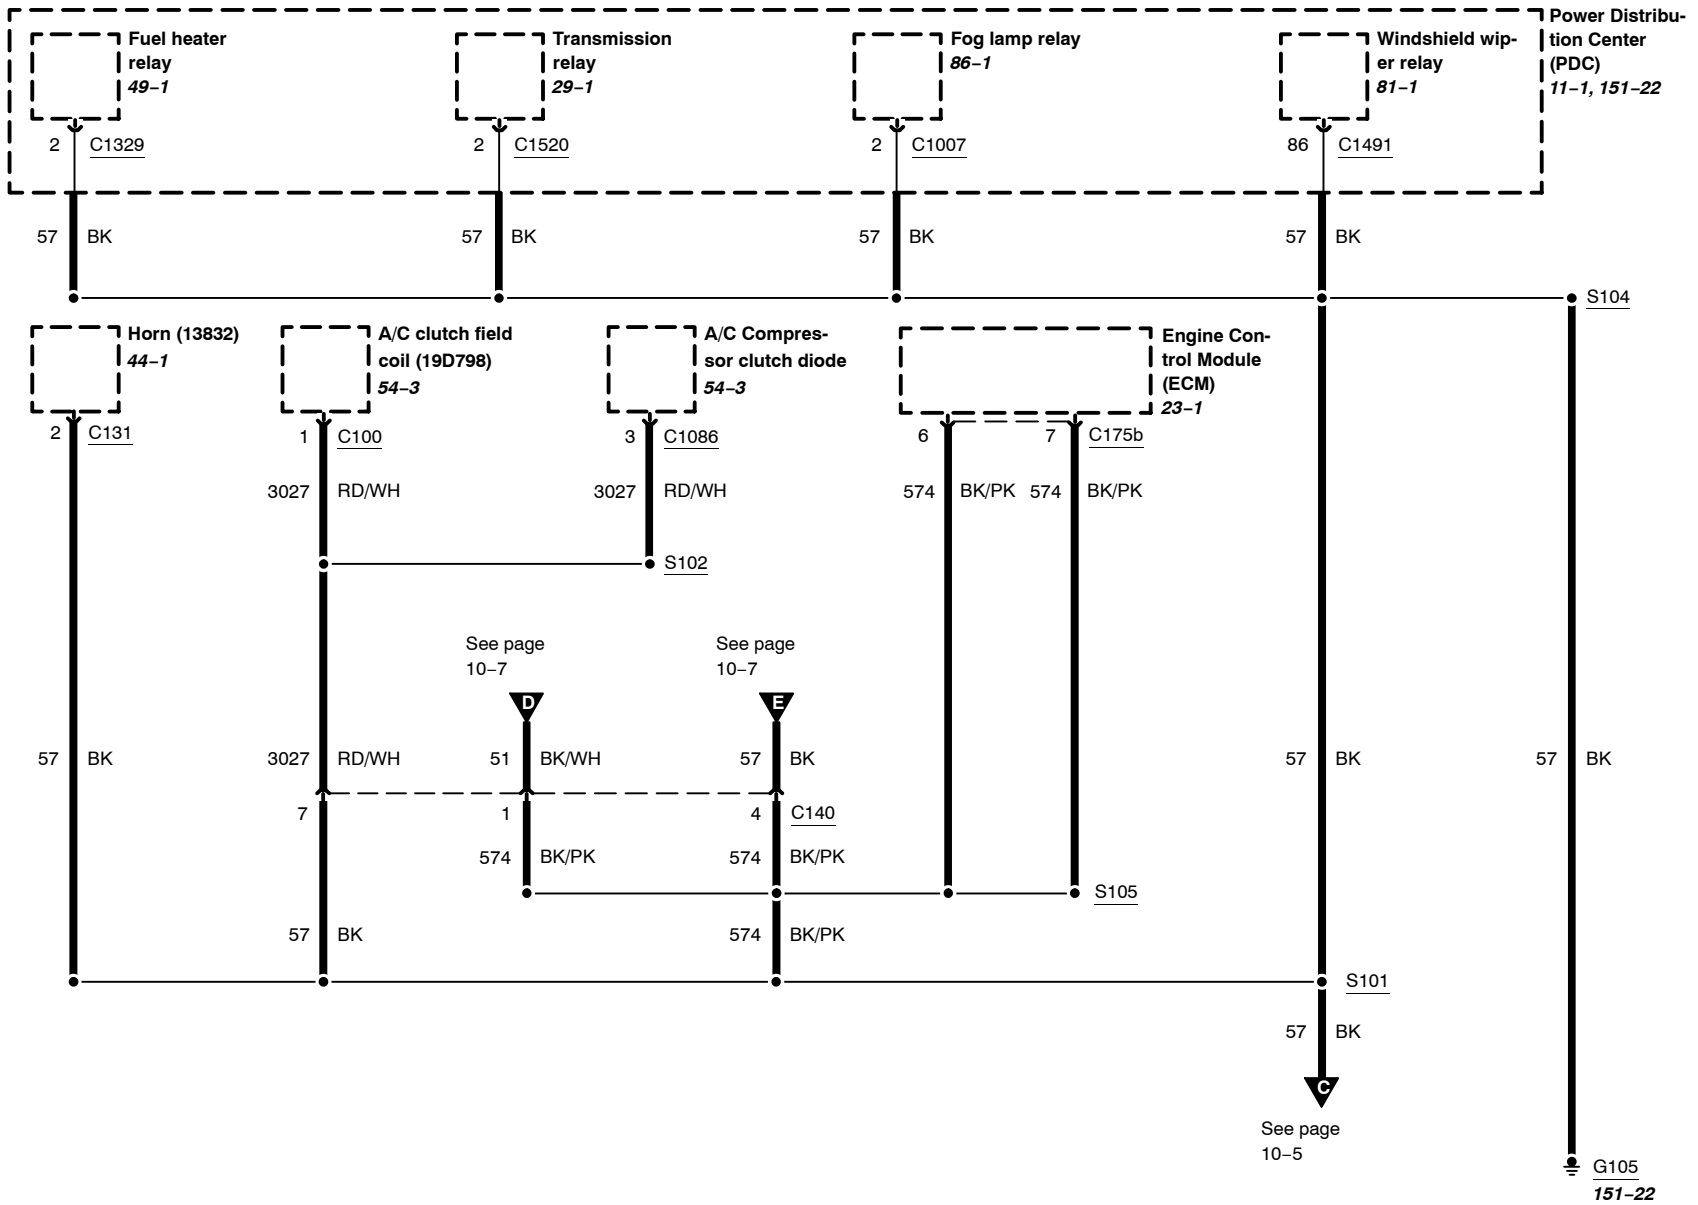 Fuel heater
relay
49–1
Transmission
relay
29–1
Fog lamp relay
86–1
Windshield wip-
er relay
81–1
Power Distribu-
tion Center
(PDC)
11–1, 151–22
2 C1329
2 C1520
2 C1007
86 C1491
57 BK
57 BK
57 BK
57 BK
S104
Horn (13832)
44–1
A/C clutch field
coil (19D798)
54–3
A/C Compres-
sor clutch diode
54–3
Engine Con-
trol Module
(ECM)
23–1
2 C131
1 C100
3 C1086
6 7 C175b
3027 RD/WH
3027 RD/WH
574 BK/PK
574 BK/PK
S102
See page
10–7
See page
10–7
D
E
57 BK
3027 RD/WH
51 BK/WH
57 BK
57 BK
57 BK
7 1 4 C140
574 BK/PK
574 BK/PK
S105
57 BK
574 BK/PK
S101
57 BK
C
See page
10–5
G105
151–22